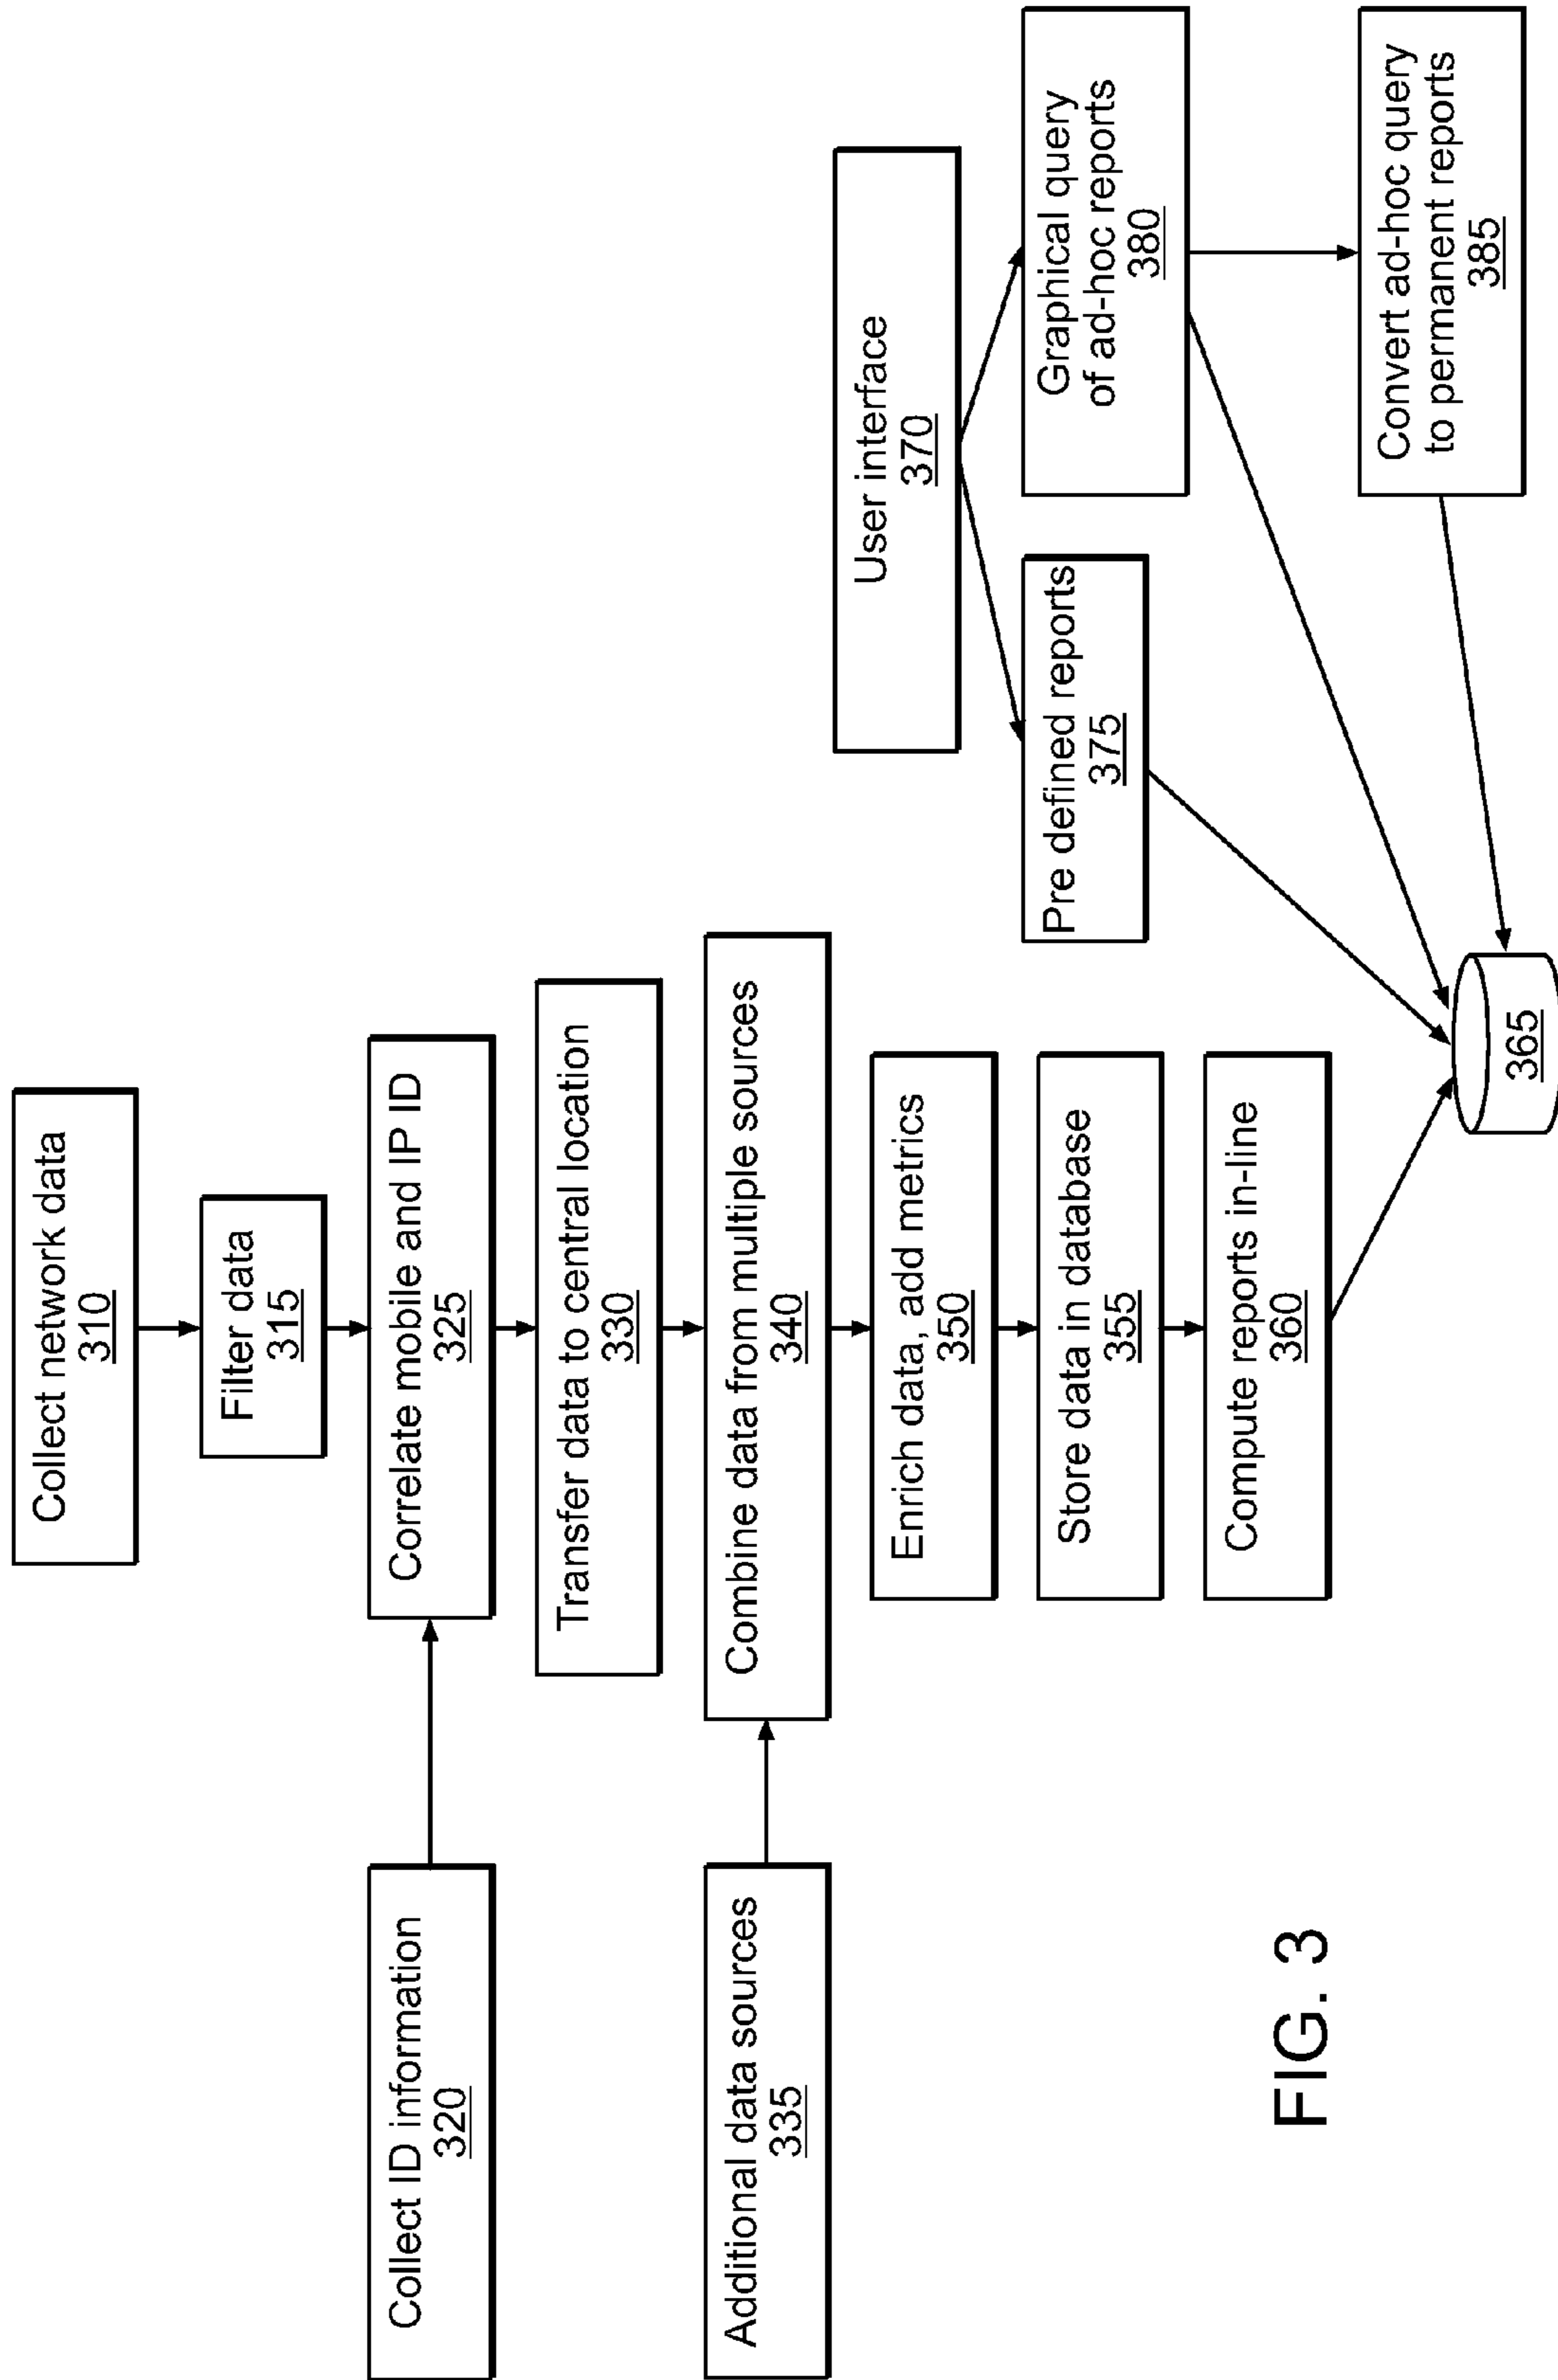 Collect network data
310
Filter data
315
Collect ID information
320
Correlate mobile and IP ID
325
Transfer data to central location
330
Additional data sources
335
Combine data from multiple sources
340
Enrich data, add metrics
350
Store data in database
355
Compute reports in-line
360
365
User interface
370
Pre defined reports
375
Graphical query
of ad-hoc reports
380
Convert ad-hoc query
to permanent reports
385
FIG. 3